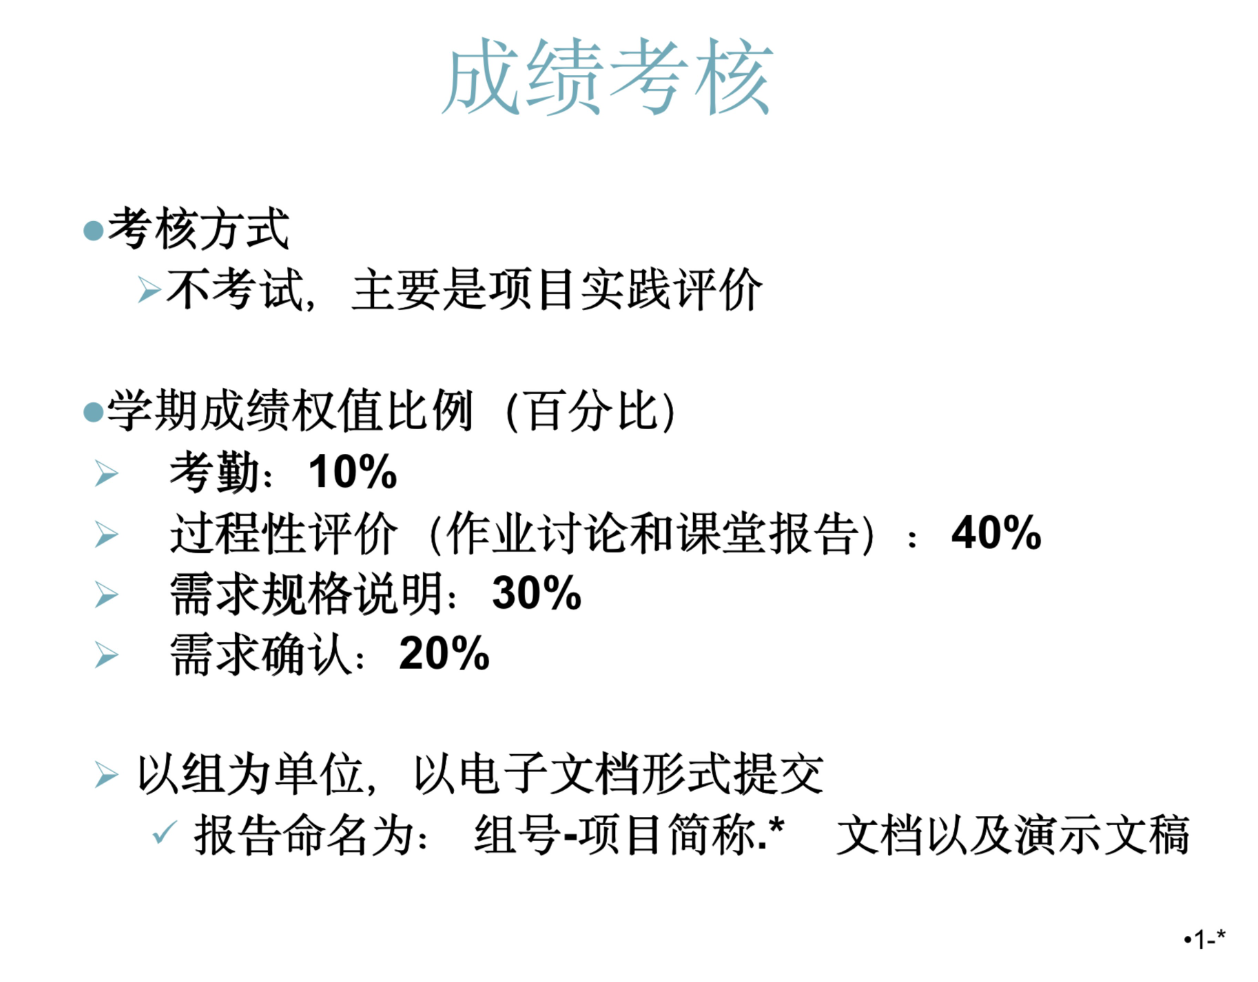 成绩考核
●考核方式
➢不考试，主要是项目实践评价
●学期成绩权值比例（百分比）
➢ 考勤：10%
➢ 过程性评价（作业讨论和课堂报告）：40%
➢ 需求规格说明：30%
➢ 需求确认：20%
➢ 以组为单位，以电子文档形式提交
✓ 报告命名为： 组号-项目简称.* 文档以及演示文稿
•1-*